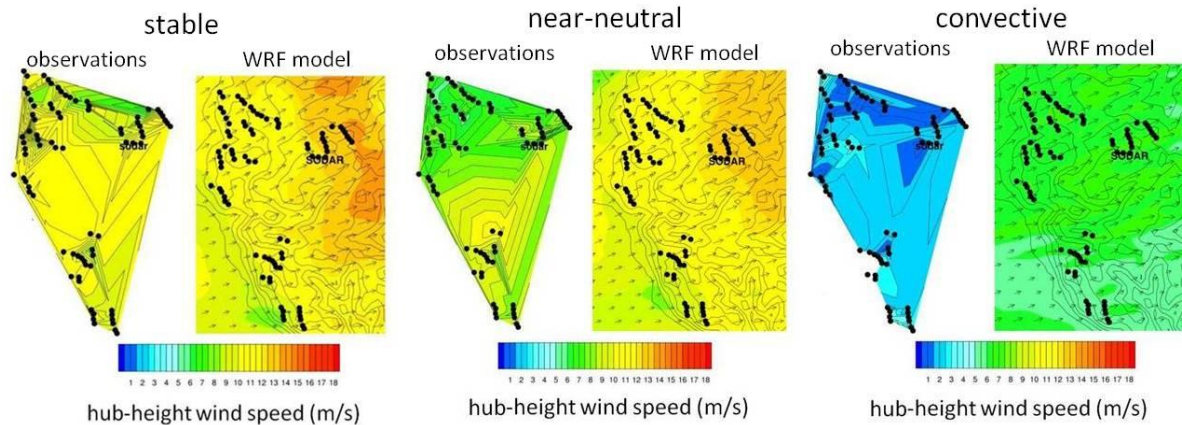 stable
near-neutral
convective
observations
WRF model
observations
WRF model
observations
WRF model
SODAR
SODAR
SODAR
SODAR
SODAR
SODAR
1 2 3 4 5 6 7 8 9 10 11 12 13 14 15 16 17 18
1 2 3 4 5 6 7 8 9 10 11 12 13 14 15 16 17 18
1 2 3 4 5 6 7 8 9 10 11 12 13 14 15 16 17 18
hub-height wind speed (m/s)
hub-height wind speed (m/s)
hub-height wind speed (m/s)